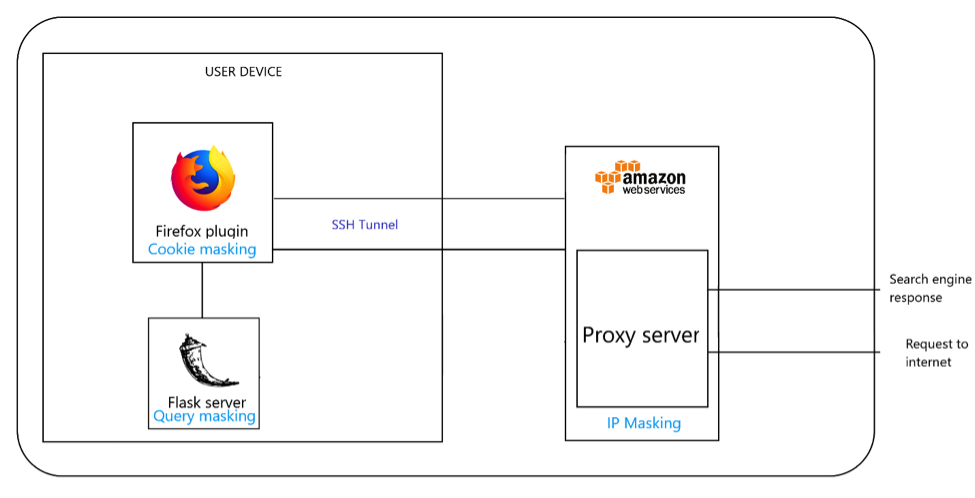 USER DEVICE
Firefox plugin
Cookie masking
SSH Tunnel
Flask server
Query masking
amazon
webservices
Proxy server
IP Masking
Search engine
response
Request to
internet